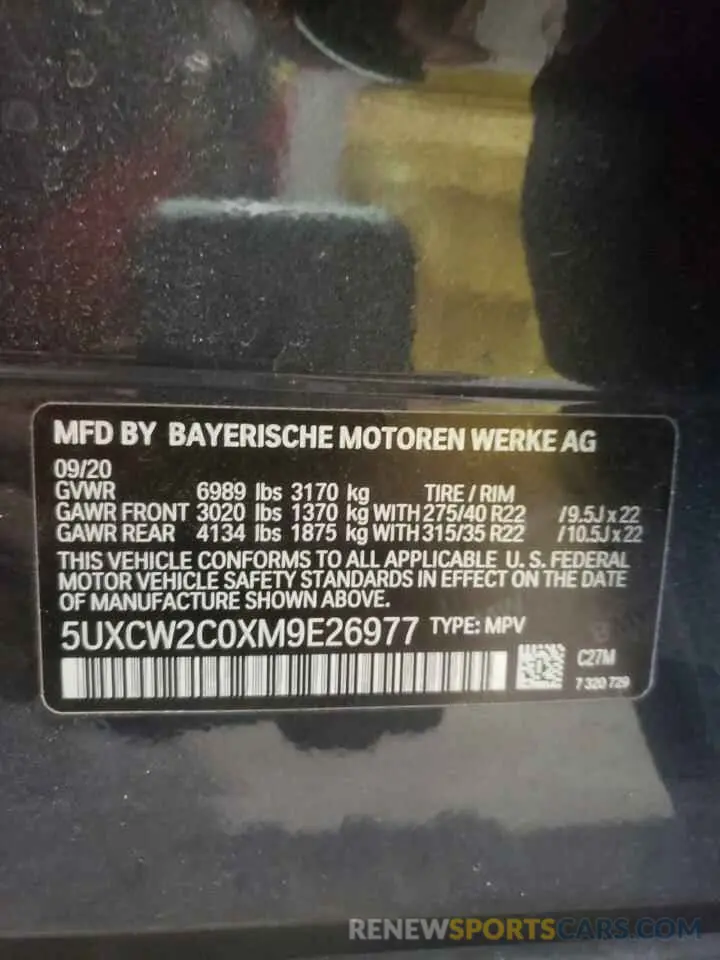 MFD BY BAYERISCHE MOTOREN WERKE AG
09/20
GVWR 6989 lbs 3170 kg TIRE / RIM
GAWR FRONT 3020 lbs 1370 kg WITH 275/40 R22 /9.5J x 22
GAWR REAR 4134 lbs 1875 kg WITH 315/35 R22 /10.5J x 22
THIS VEHICLE CONFORMS TO ALL APPLICABLE U. S. FEDERAL
MOTOR VEHICLE SAFETY STANDARDS IN EFFECT ON THE DATE
OF MANUFACTURE SHOWN ABOVE.
5UXCW2C0XM9E26977 TYPE: MPV
C27M
7 320 729
RENEWSPORTSCARS.COM